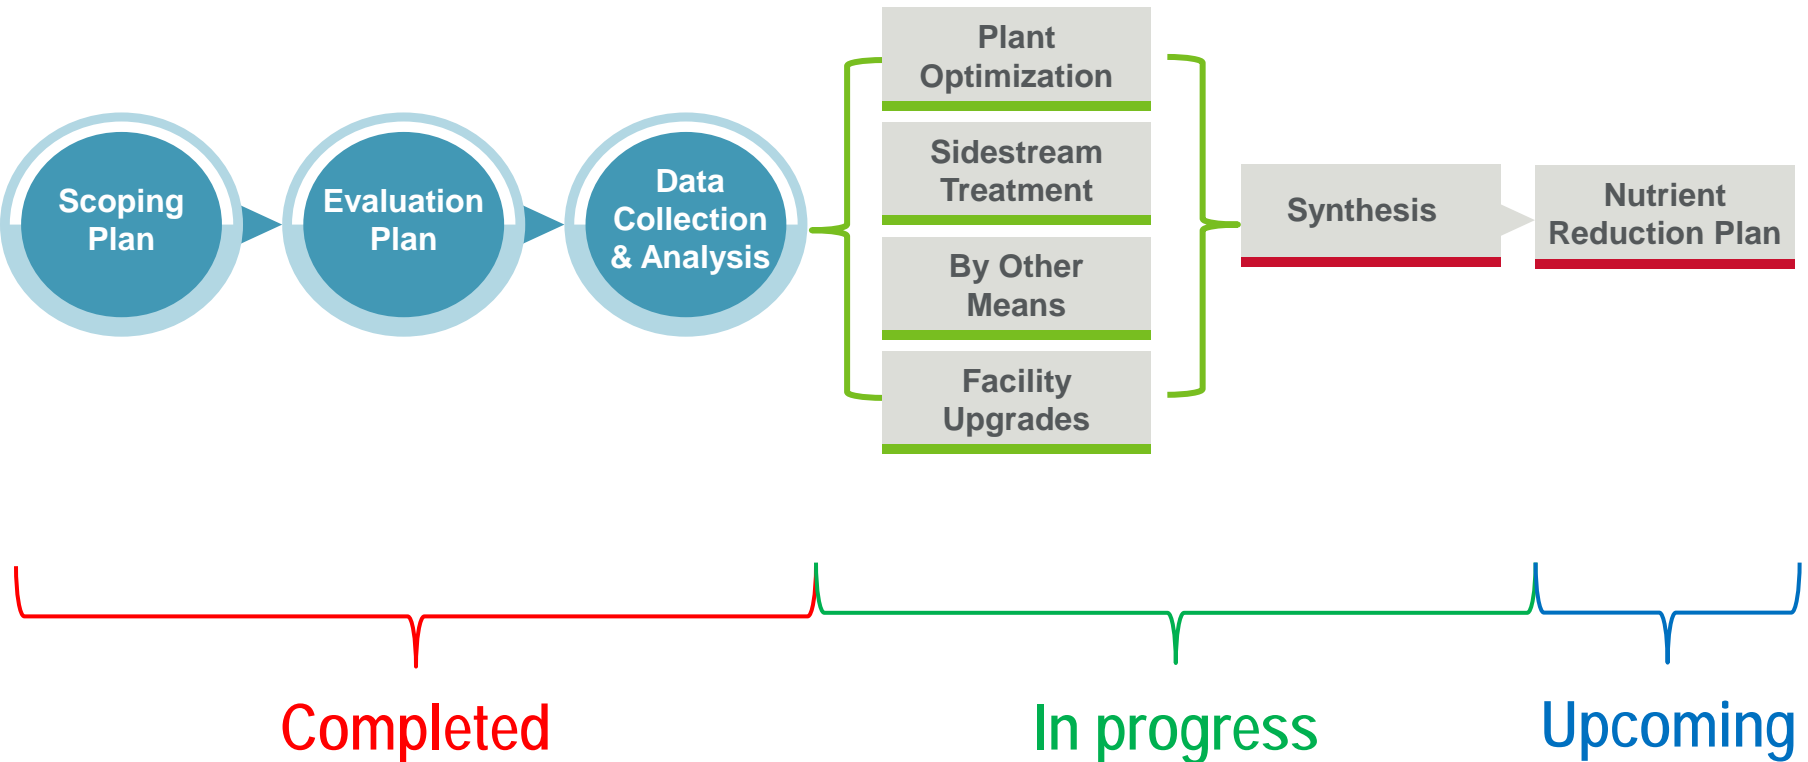 Scoping
Plan
Evaluation
Plan
Data
Collection
& Analysis
Plant
Optimization
Sidestream
Treatment
By Other
Means
Facility
Upgrades
Synthesis
Nutrient
Reduction Plan
Completed
In progress
Upcoming